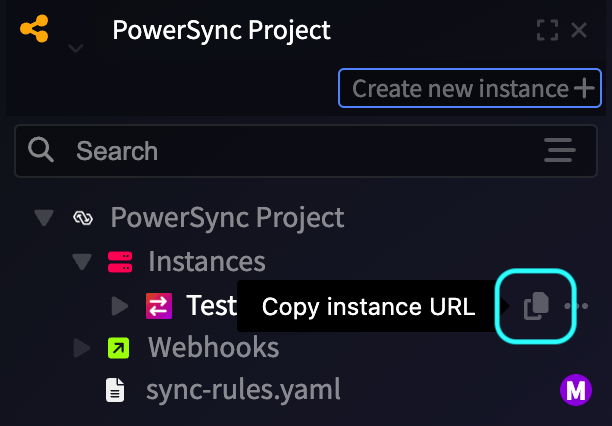 PowerSync Project
Create new instance
Search
PowerSync Project
Instances
Test
Copy instance URL
Webhooks
sync-rules.yaml
M